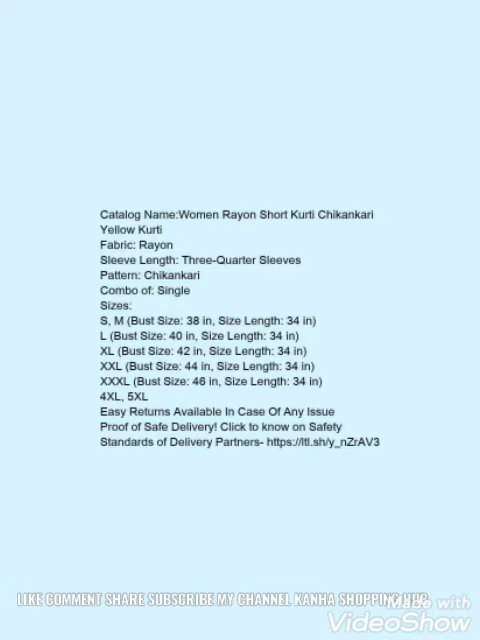 Catalog Name:Women Rayon Short Kurti Chikankari
Yellow Kurti
Fabric: Rayon
Sleeve Length: Three-Quarter Sleeves
Pattern: Chikankari
Combo of: Single
Sizes:
S, M (Bust Size: 38 in, Size Length: 34 in)
L (Bust Size: 40 in, Size Length: 34 in)
XL (Bust Size: 42 in, Size Length: 34 in)
XXL (Bust Size: 44 in, Size Length: 34 in)
XXXL (Bust Size: 46 in, Size Length: 34 in)
4XL, 5XL
Easy Returns Available In Case Of Any Issue
Proof of Safe Delivery! Click to know on Safety
Standards of Delivery Partners- https://ltl.sh/y_nZrAV3
LIKE COMMENT SHARE SUBSCRIBE MY CHANNEL KANHA SHOPPING
Made with
VideoShow